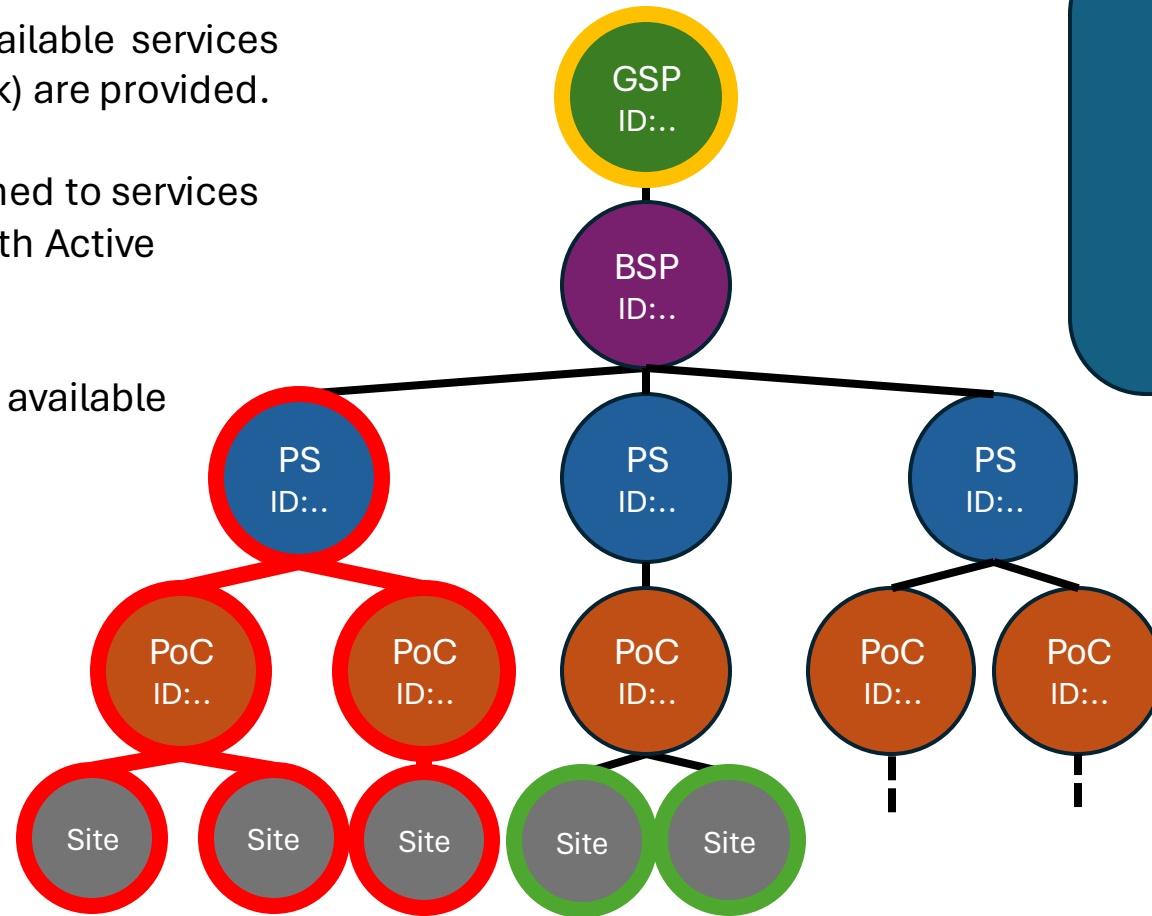 ailable services
k) are provided.
ned to services
th Active
available
GSP
ID:..
BSP
ID:..
PS
ID:..
PS
ID:..
PS
ID:..
PoC
ID:..
PoC
ID:..
PoC
ID:..
PoC
ID:..
PoC
ID:..
Site
Site
Site
Site
Site